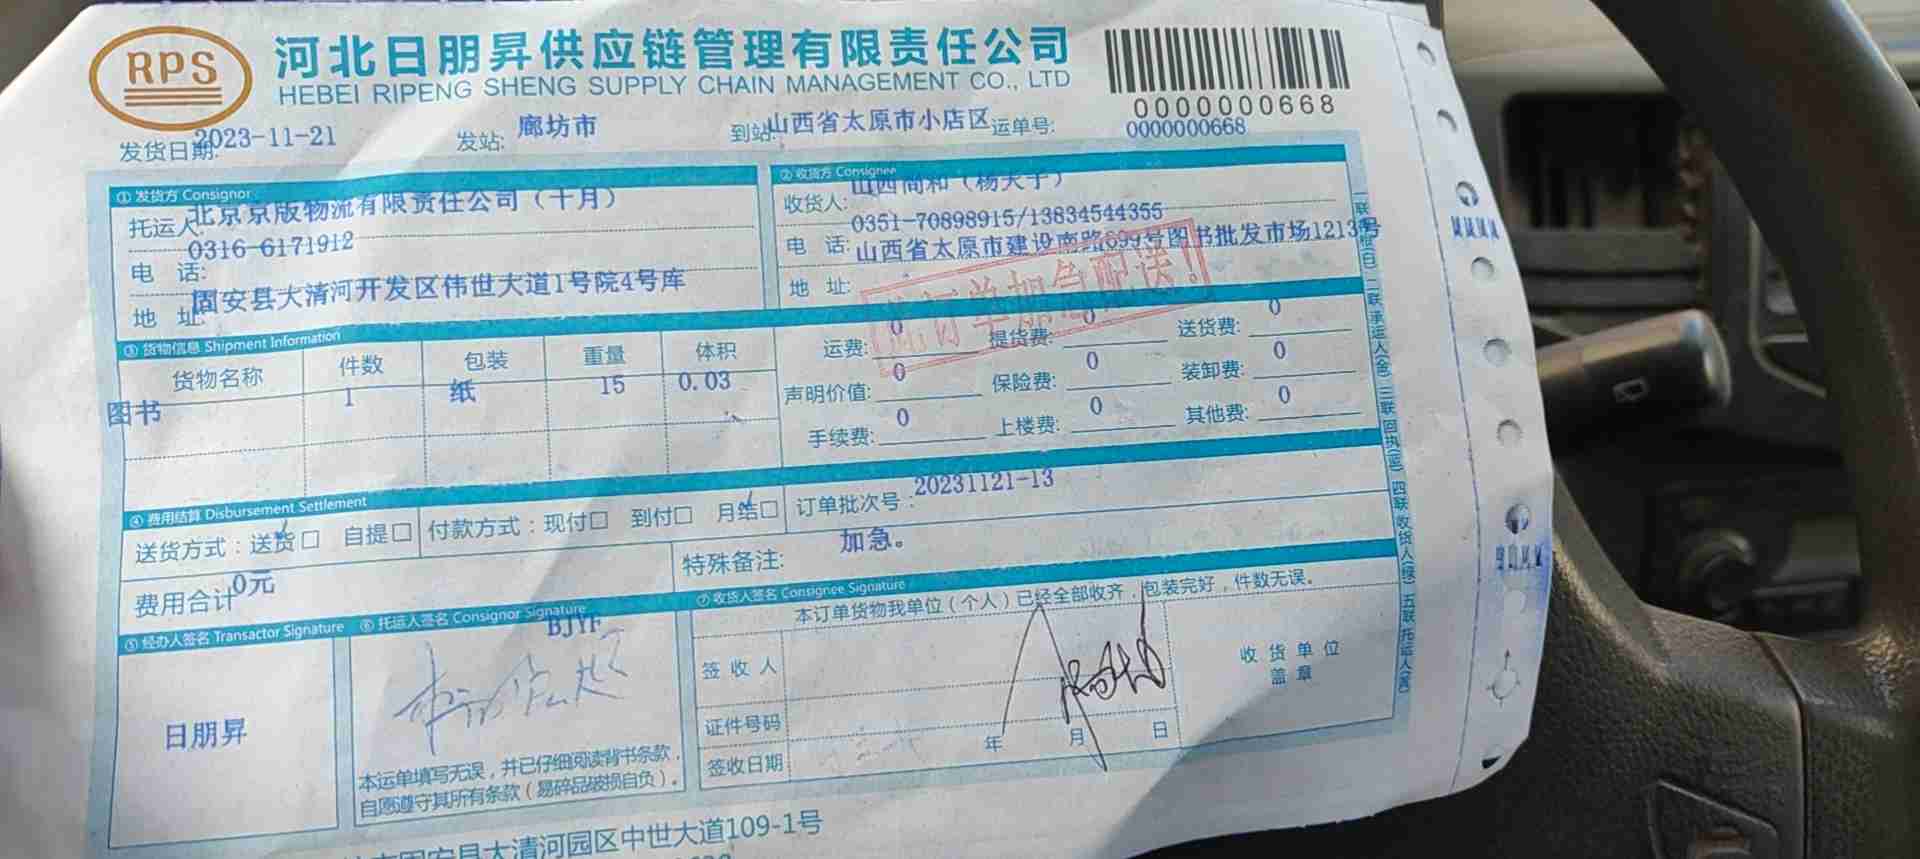 RPS
河北日朋昇供应链管理有限责任公司
HEBEI RIPENG SHENG SUPPLY CHAIN MANAGEMENT CO., LTD
0000000668
发货日期: 2023-11-21 发站: 廊坊市 到站: 山西省太原市小店区 运单号: 0000000668
① 发货方 Consignor
托运人: 北京京版物流有限责任公司（十月）
电 话: 0316-6171912
地 址: 固安县大清河开发区伟世大道1号院4号库
② 收货方 Consignee
收货人: 山西尚和（杨天宇）
电 话: 0351-70898915/13834544355
地 址: 山西省太原市建设南路699号图书批发市场1213号
此订单加急配送！
③ 货物信息 Shipment Information
货物名称 件数 包装 重量 体积
图书 1 纸 15 0.03
运费: 0 提货费: 0 送货费: 0
声明价值: 0 保险费: 0 装卸费: 0
手续费: 0 上楼费: 0 其他费: 0
④ 费用结算 Disbursement Settlement
送货方式: 送货□ 自提□ 付款方式: 现付□ 到付□ 月结□ 订单批次号: 20231121-13
费用合计 0元 特殊备注: 加急。
⑤ 经办人签名 Transactor Signature
日朋昇
⑥ 托运人签名 Consignor Signature
BJYF
本运单填写无误，并已仔细阅读背书条款，
自愿遵守其所有条款（易碎品破损自负）。
⑦ 收货人签名 Consignee Signature
本订单货物我单位（个人）已经全部收齐，包装完好，件数无误。
签 收 人
证件号码
签收日期 年 月 日
收 货 单 位
盖 章
二联承运人(金) 三联回执(蓝) 四联收货人(绿) 五联托运人(黄)
固安县大清河园区中世大道109-1号